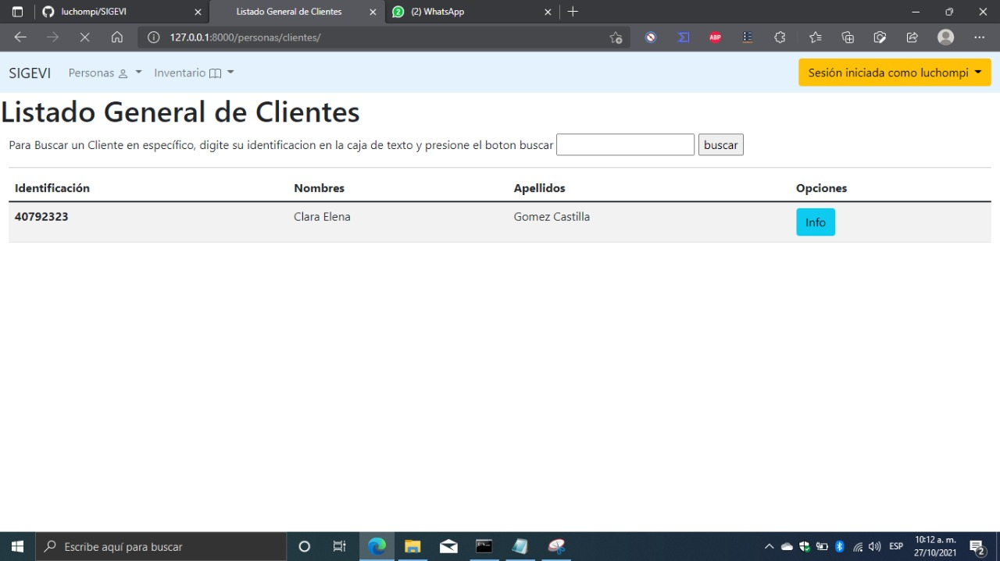 luchompi/SIGEVI
Listado General de Clientes
2 (2) WhatsApp
127.0.0.1:8000/personas/clientes/
ABP
SIGEVI Personas Inventario Sesión iniciada como luchompi
Listado General de Clientes
Para Buscar un Cliente en específico, digite su identificacion en la caja de texto y presione el boton buscar buscar
Identificación Nombres Apellidos Opciones
40792323 Clara Elena Gomez Castilla Info
Escribe aquí para buscar
ESP
10:12 a. m.
27/10/2021
2